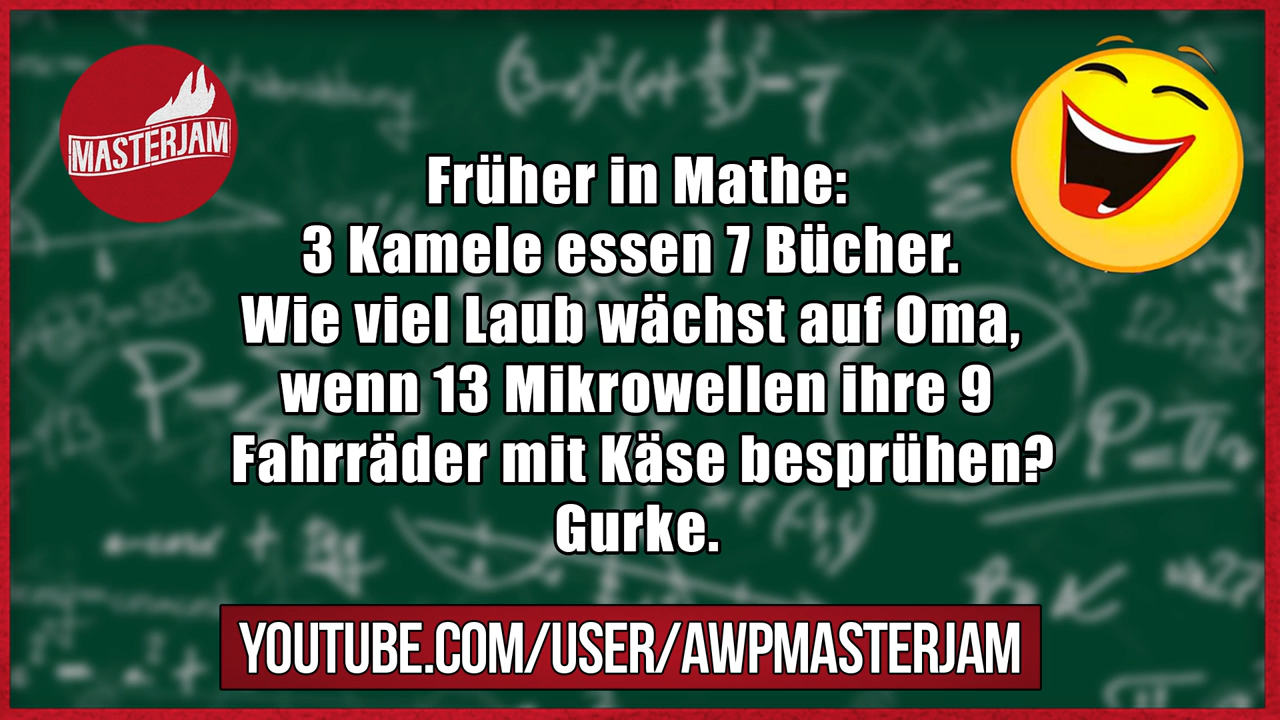 MASTERJAM
Früher in Mathe:
3 Kamele essen 7 Bücher.
Wie viel Laub wächst auf Oma,
wenn 13 Mikrowellen ihre 9
Fahrräder mit Käse besprühen?
Gurke.
YOUTUBE.COM/USER/AWPMASTERJAM